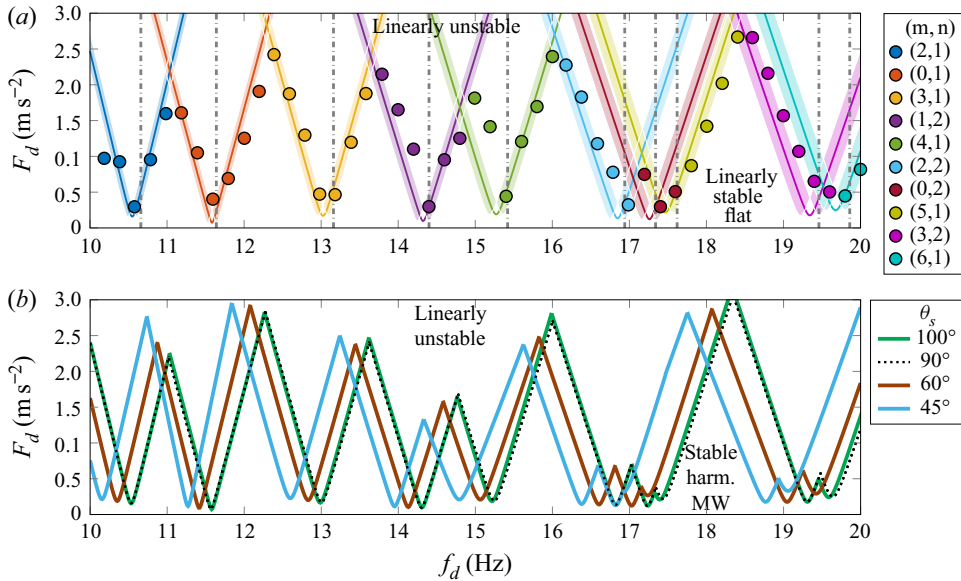 (a)
3.0
2.5
2.0
1.5
0.1
0.5
0
F_d (m s⁻²)
Linearly unstable
Linearly
stable
flat
10 11 12 13 14 15 16 17 18 19 20
(m, n)
(2,1)
(0,1)
(3,1)
(1,2)
(4,1)
(2,2)
(0,2)
(5,1)
(3,2)
(6,1)
(b)
3.0
2.5
2.0
1.5
0.1
0.5
0
F_d (m s⁻²)
Linearly
unstable
Stable
harm.
MW
10 11 12 13 14 15 16 17 18 19 20
f_d (Hz)
θ_s
100°
90°
60°
45°